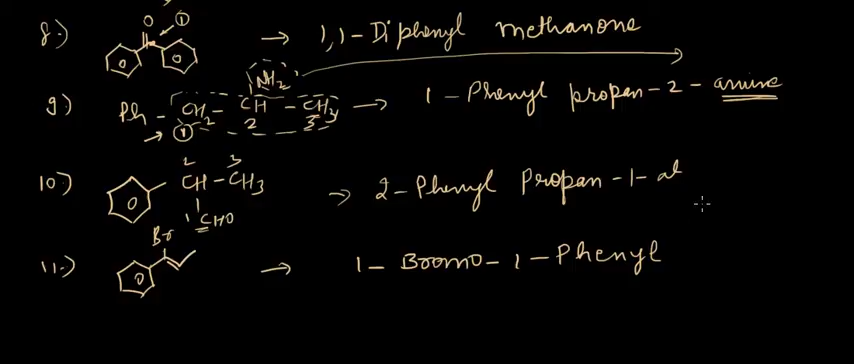 8.) O ① → 1,1-Diphenyl methanone
NH2
9.) Ph - CH2 - CH - CH3 → 1 - Phenyl propan - 2 - amine
→ ① 2 3
2 3
10.) CH - CH3 → 2 - Phenyl Propan - 1 - al
1 CHO
Br
11.) → 1 - Bromo - 1 - Phenyl